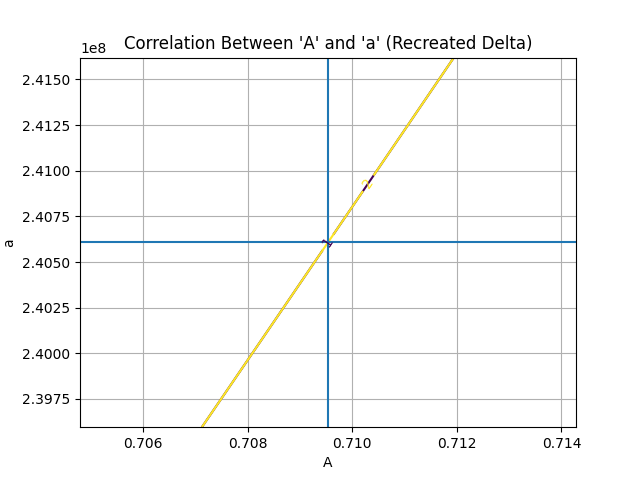 Correlation Between 'A' and 'a' (Recreated Delta)
1e8
2.4150
2.4125
2.4100
2.4075
2.4050
2.4025
2.4000
2.3975
a
0.706 0.708 0.710 0.712 0.714
A